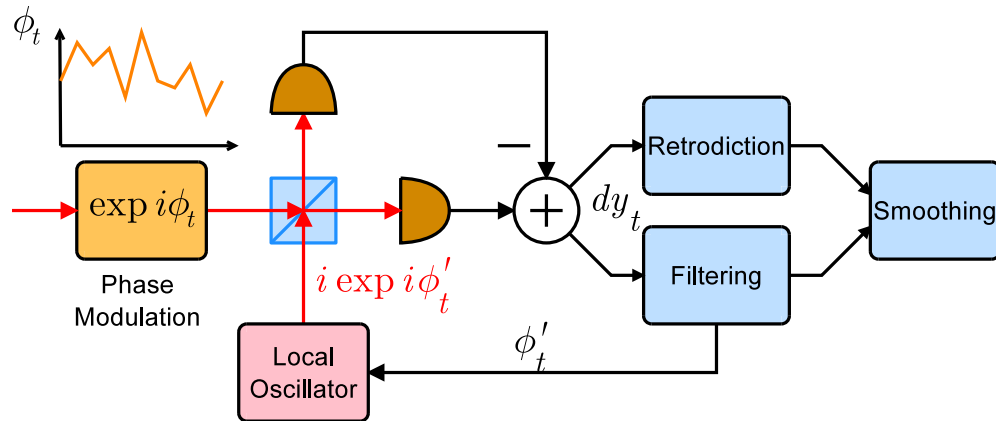 ϕ_t
exp iϕ_t
Phase
Modulation
i exp iϕ'_t
Local
Oscillator
−
+
dy_t
ϕ'_t
Retrodiction
Filtering
Smoothing